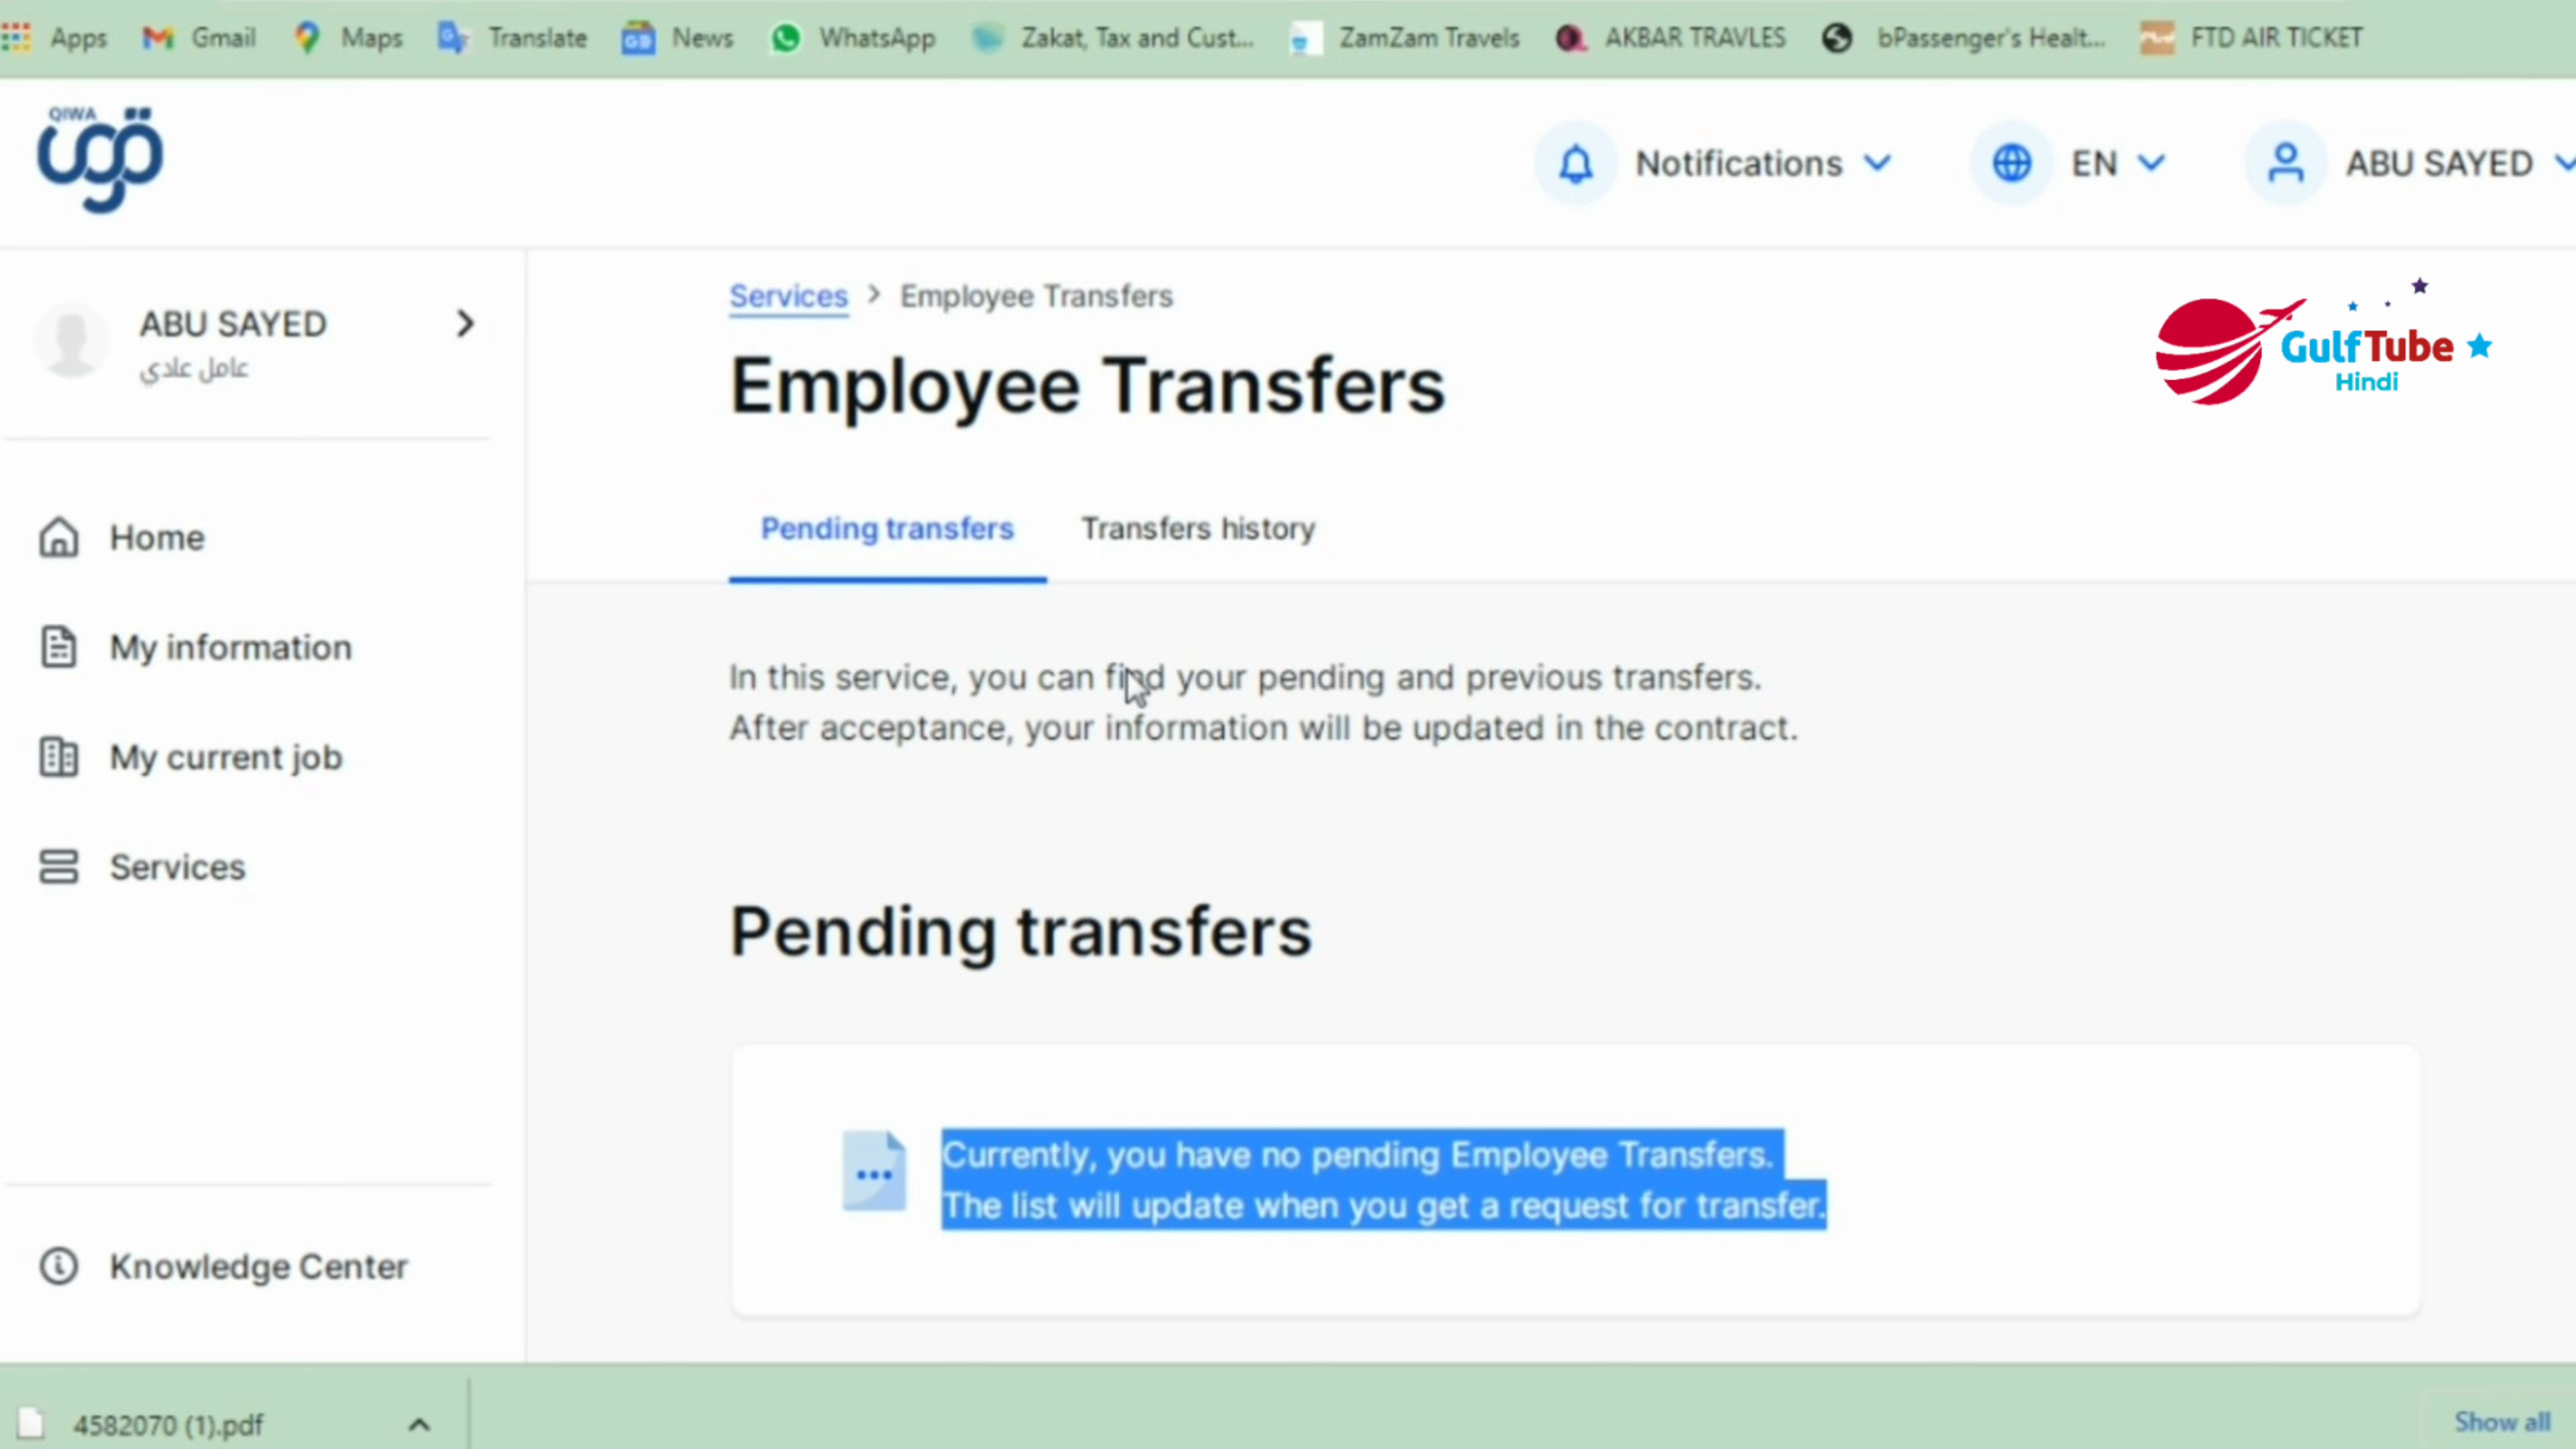 Apps Gmail Maps Translate News WhatsApp Zakat, Tax and Cust... ZamZam Travels AKBAR TRAVLES bPassenger's Healt... FTD AIR TICKET
QIWA
قوى
Notifications EN ABU SAYED
ABU SAYED
عامل عادي
Home
My information
My current job
Services
Knowledge Center
Services > Employee Transfers
Employee Transfers
GulfTube
Hindi
Pending transfers Transfers history
In this service, you can find your pending and previous transfers.
After acceptance, your information will be updated in the contract.
Pending transfers
Currently, you have no pending Employee Transfers.
The list will update when you get a request for transfer.
4582070 (1).pdf
Show all